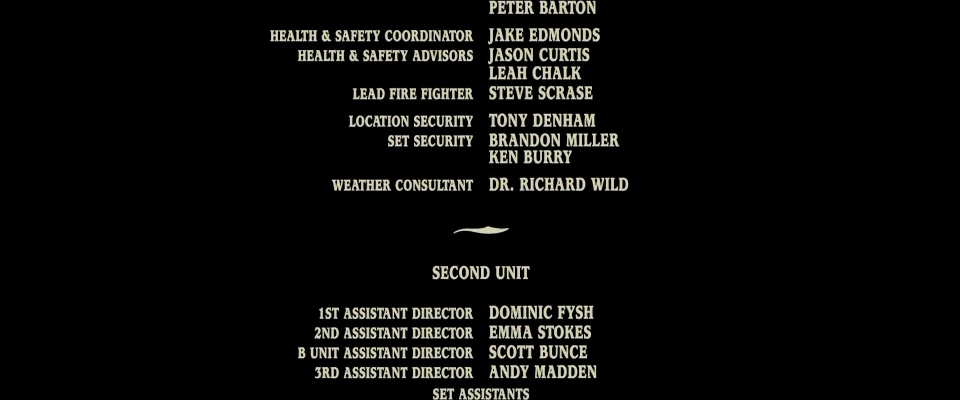 PETER BARTON
HEALTH & SAFETY COORDINATOR JAKE EDMONDS
HEALTH & SAFETY ADVISORS JASON CURTIS
LEAH CHALK
LEAD FIRE FIGHTER STEVE SCRASE
LOCATION SECURITY TONY DENHAM
SET SECURITY BRANDON MILLER
KEN BURRY
WEATHER CONSULTANT DR. RICHARD WILD
SECOND UNIT
1ST ASSISTANT DIRECTOR DOMINIC FYSH
2ND ASSISTANT DIRECTOR EMMA STOKES
B UNIT ASSISTANT DIRECTOR SCOTT BUNCE
3RD ASSISTANT DIRECTOR ANDY MADDEN
SET ASSISTANTS